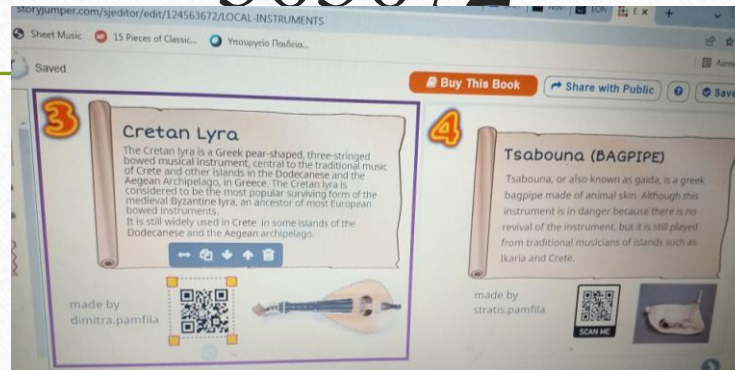 storyjumper.com/sjeditor/edit/124563672/LOCAL-INSTRUMENTS
Sheet Music
15 Pieces of Classic...
Υπουργείο Παιδεία...
Saved.
Buy This Book
Share with Public
?
Save
3
Cretan Lyra
The Cretan lyra is a Greek pear-shaped, three-stringed
bowed musical instrument, central to the traditional music
of Crete and other islands in the Dodecanese and the
Aegean Archipelago, in Greece. The Cretan lyra is
considered to be the most popular surviving form of the
medieval Byzantine lyra, an ancestor of most European
bowed instruments.
It is still widely used in Crete in some islands of the
Dodecanese and the Aegean archipelago.
made by
dimitra.pamfila
4
Tsabouna (BAGPIPE)
Tsabouna, or also known as gaida, is a greek
bagpipe made of animal skin. Although this
instrument is in danger because there is no
revival of the instrument, but it is still played
from traditional musicians of islands such as
Ikaria and Crete.
made by
stratis.pamfila
SCAN ME